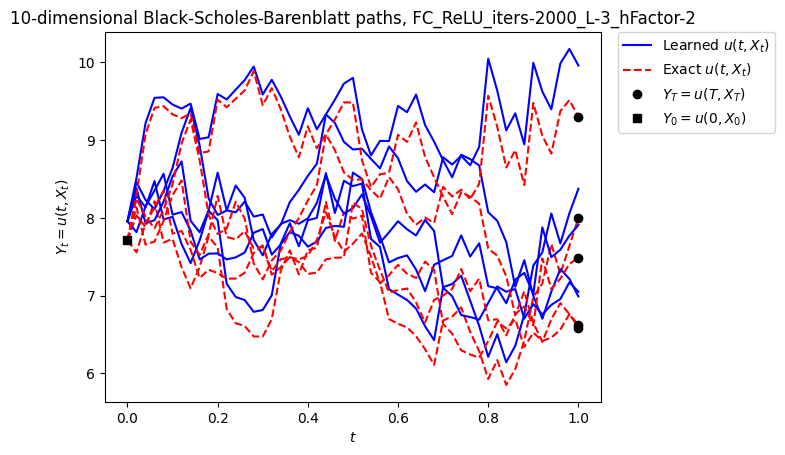 10-dimensional Black-Scholes-Barenblatt paths, FC_ReLU_iters-2000_L-3_hFactor-2
Learned u(t, X_t)
Exact u(t, X_t)
Y_T = u(T, X_T)
Y_0 = u(0, X_0)
Y_t = u(t, X_t)
10
9
8
7
6
0.0 0.2 0.4 0.6 0.8 1.0
t